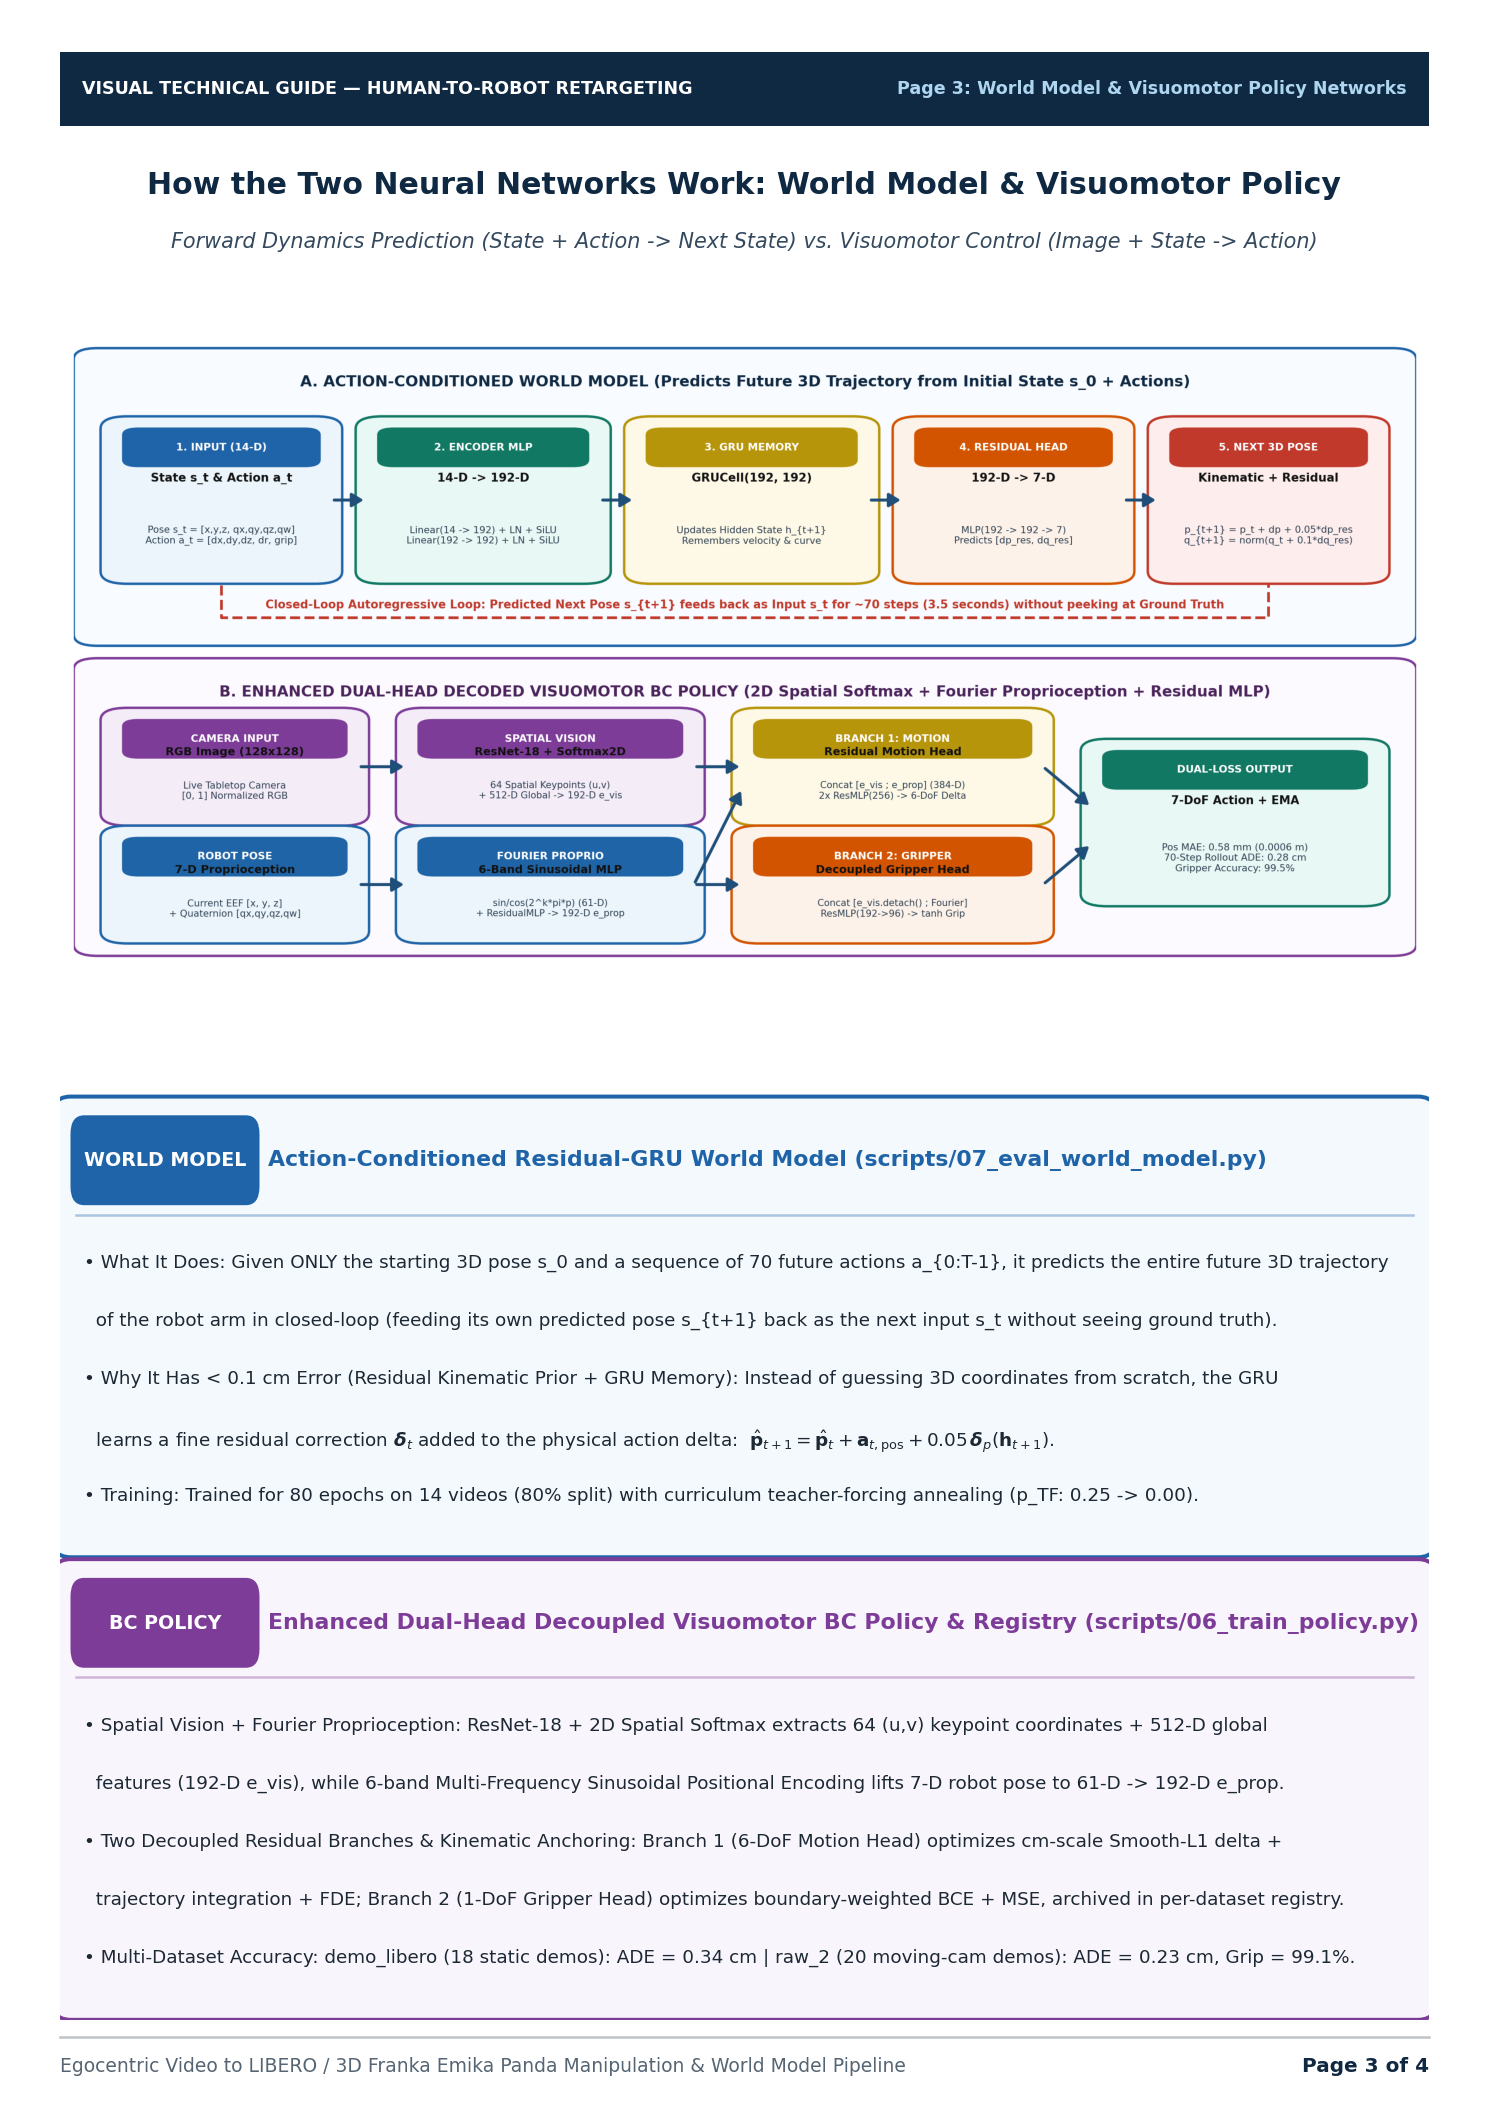 VISUAL TECHNICAL GUIDE — HUMAN-TO-ROBOT RETARGETING
Page 3: World Model & Visuomotor Policy Networks
How the Two Neural Networks Work: World Model & Visuomotor Policy
Forward Dynamics Prediction (State + Action -> Next State) vs. Visuomotor Control (Image + State -> Action)
A. ACTION-CONDITIONED WORLD MODEL (Predicts Future 3D Trajectory from Initial State s_0 + Actions)
1. INPUT (14-D)
State s_t & Action a_t
Pose s_t = [x,y,z, qx,qy,qz,qw]
Action a_t = [dx,dy,dz, dr, grip]
2. ENCODER MLP
14-D -> 192-D
Linear(14 -> 192) + LN + SiLU
Linear(192 -> 192) + LN + SiLU
3. GRU MEMORY
GRUCell(192, 192)
Updates Hidden State h_{t+1}
Remembers velocity & curve
4. RESIDUAL HEAD
192-D -> 7-D
MLP(192 -> 192 -> 7)
Predicts [dp_res, dq_res]
5. NEXT 3D POSE
Kinematic + Residual
p_{t+1} = p_t + dp + 0.05*dp_res
q_{t+1} = norm(q_t + 0.1*dq_res)
Closed-Loop Autoregressive Loop: Predicted Next Pose s_{t+1} feeds back as Input s_t for ~70 steps (3.5 seconds) without peeking at Ground Truth
B. ENHANCED DUAL-HEAD DECODED VISUOMOTOR BC POLICY (2D Spatial Softmax + Fourier Proprioception + Residual MLP)
CAMERA INPUT
RGB Image (128x128)
Live Tabletop Camera
[0, 1] Normalized RGB
SPATIAL VISION
ResNet-18 + Softmax2D
64 Spatial Keypoints (u,v)
+ 512-D Global -> 192-D e_vis
BRANCH 1: MOTION
Residual Motion Head
Concat [e_vis ; e_prop] (384-D)
2x ResMLP(256) -> 6-DoF Delta
ROBOT POSE
7-D Proprioception
Current EEF [x, y, z]
+ Quaternion [qx,qy,qz,qw]
FOURIER PROPRIO
6-Band Sinusoidal MLP
sin/cos(2^k*pi*p) (61-D)
+ ResidualMLP -> 192-D e_prop
BRANCH 2: GRIPPER
Decoupled Gripper Head
Concat [e_vis.detach() ; Fourier]
ResMLP(192->96) -> tanh Grip
DUAL-LOSS OUTPUT
7-DoF Action + EMA
Pos MAE: 0.58 mm (0.0006 m)
70-Step Rollout ADE: 0.28 cm
Gripper Accuracy: 99.5%
WORLD MODEL
Action-Conditioned Residual-GRU World Model (scripts/07_eval_world_model.py)
• What It Does: Given ONLY the starting 3D pose s_0 and a sequence of 70 future actions a_{0:T-1}, it predicts the entire future 3D trajectory
of the robot arm in closed-loop (feeding its own predicted pose s_{t+1} back as the next input s_t without seeing ground truth).
• Why It Has < 0.1 cm Error (Residual Kinematic Prior + GRU Memory): Instead of guessing 3D coordinates from scratch, the GRU
learns a fine residual correction δ_t added to the physical action delta: p̂_{t+1} = p̂_t + a_{t,pos} + 0.05 δ_p(h_{t+1}).
• Training: Trained for 80 epochs on 14 videos (80% split) with curriculum teacher-forcing annealing (p_TF: 0.25 -> 0.00).
BC POLICY
Enhanced Dual-Head Decoupled Visuomotor BC Policy & Registry (scripts/06_train_policy.py)
• Spatial Vision + Fourier Proprioception: ResNet-18 + 2D Spatial Softmax extracts 64 (u,v) keypoint coordinates + 512-D global
features (192-D e_vis), while 6-band Multi-Frequency Sinusoidal Positional Encoding lifts 7-D robot pose to 61-D -> 192-D e_prop.
• Two Decoupled Residual Branches & Kinematic Anchoring: Branch 1 (6-DoF Motion Head) optimizes cm-scale Smooth-L1 delta +
trajectory integration + FDE; Branch 2 (1-DoF Gripper Head) optimizes boundary-weighted BCE + MSE, archived in per-dataset registry.
• Multi-Dataset Accuracy: demo_libero (18 static demos): ADE = 0.34 cm | raw_2 (20 moving-cam demos): ADE = 0.23 cm, Grip = 99.1%.
Egocentric Video to LIBERO / 3D Franka Emika Panda Manipulation & World Model Pipeline
Page 3 of 4